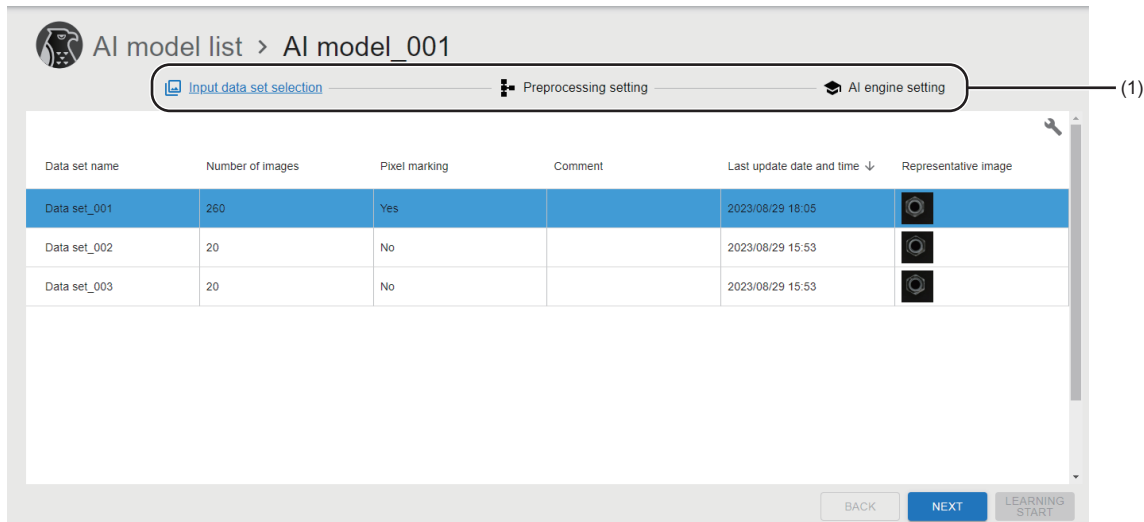 AI model list > AI model_001
Input data set selection Preprocessing setting AI engine setting
(1)
Data set name Number of images Pixel marking Comment Last update date and time ↓ Representative image
Data set_001 260 Yes 2023/08/29 18:05
Data set_002 20 No 2023/08/29 15:53
Data set_003 20 No 2023/08/29 15:53
BACK NEXT LEARNING
START